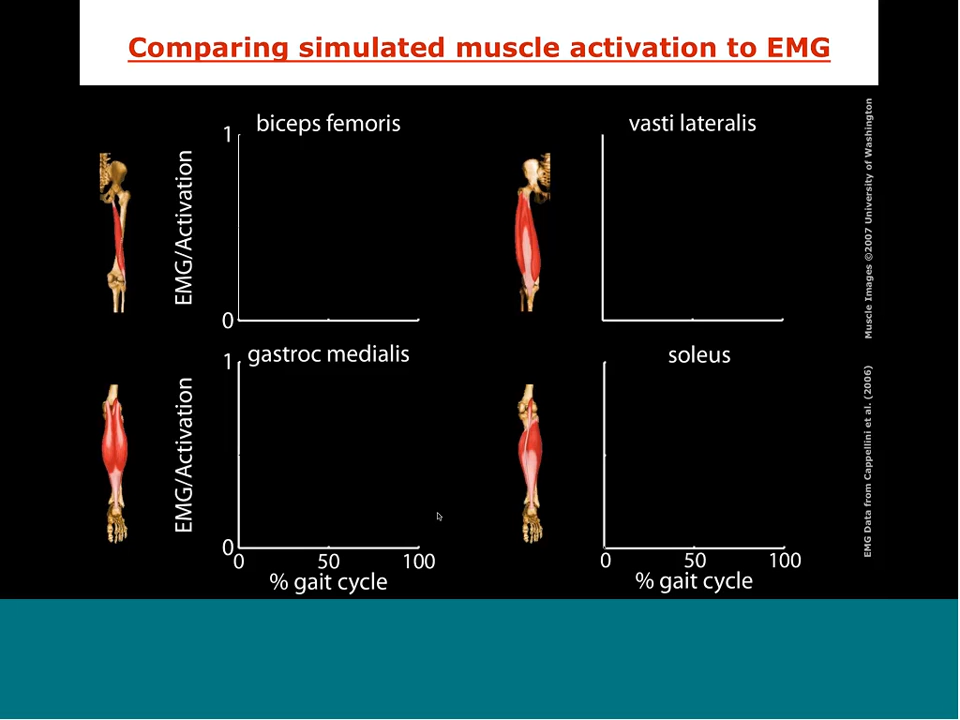 Comparing simulated muscle activation to EMG
biceps femoris
vasti lateralis
1
EMG/Activation
0
Muscle Images ©2007 University of Washington
gastroc medialis
soleus
1
EMG/Activation
0
0 50 100
0 50 100
% gait cycle
% gait cycle
EMG Data from Cappellini et al. (2006)